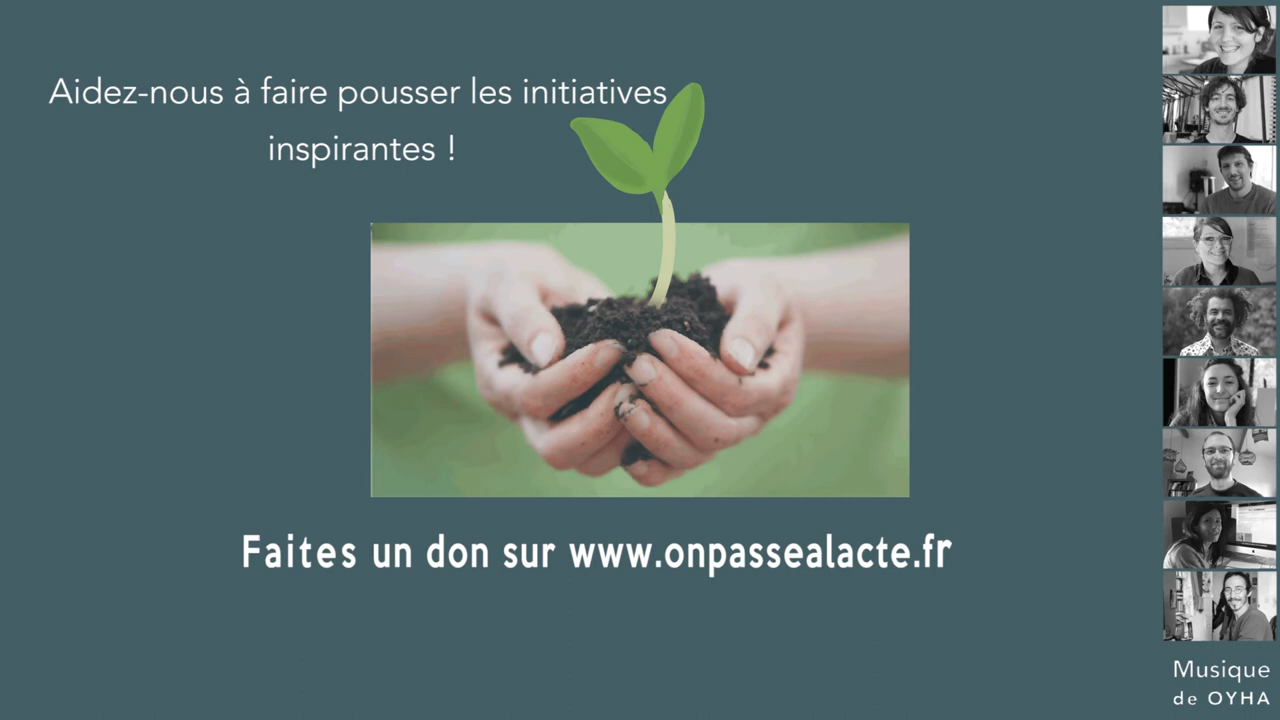 Aidez-nous à faire pousser les initiatives
inspirantes !
Faites un don sur www.onpassealacte.fr
Musique
de OYHA